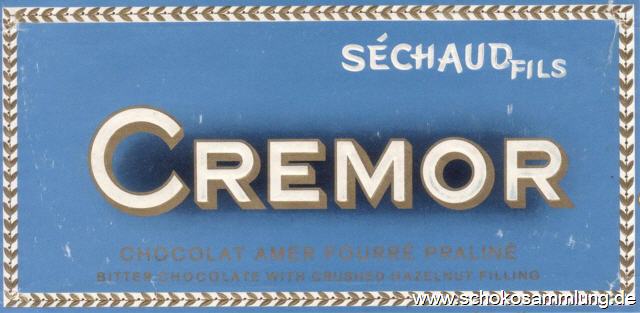 SÉCHAUD FILS
CREMOR
CHOCOLAT AMER FOURRÉ PRALINÉ
BITTER CHOCOLATE WITH CRUSHED HAZELNUT FILLING
www.schokosammlung.de